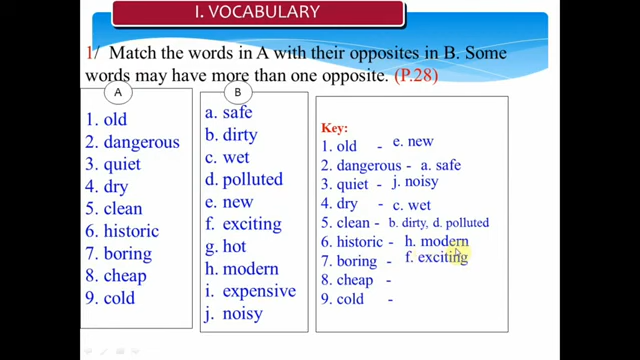 I. VOCABULARY
1/ Match the words in A with their opposites in B. Some
words may have more than one opposite. (P.28)
A
1. old
2. dangerous
3. quiet
4. dry
5. clean
6. historic
7. boring
8. cheap
9. cold
B
a. safe
b. dirty
c. wet
d. polluted
e. new
f. exciting
g. hot
h. modern
i. expensive
j. noisy
Key:
1. old - e. new
2. dangerous - a. safe
3. quiet - j. noisy
4. dry - c. wet
5. clean - b. dirty, d. polluted
6. historic - h. modern
7. boring - f. exciting
8. cheap -
9. cold -